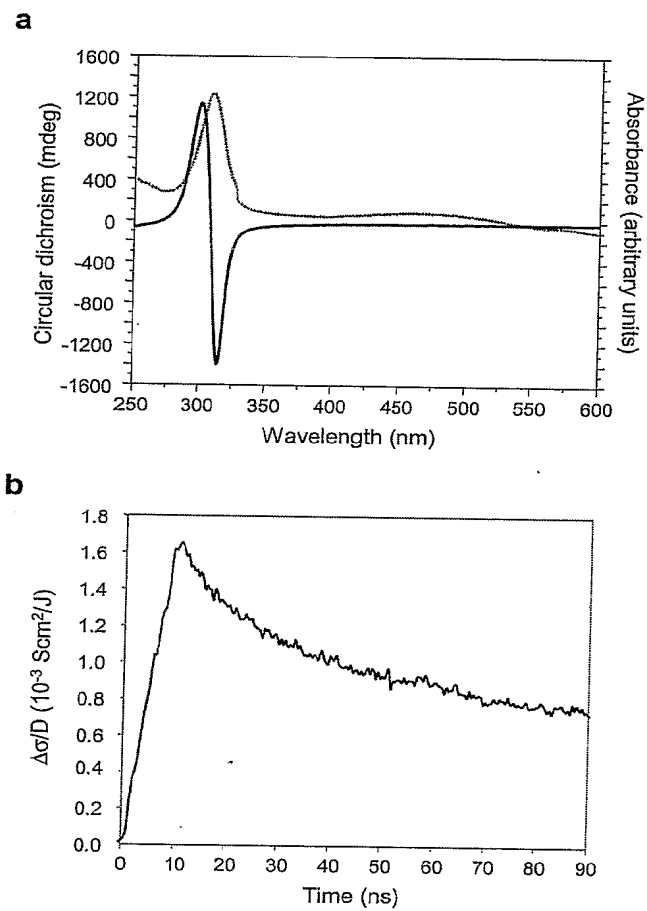 a
1600
1200
800
400
0
-400
-800
-1200
-1600
Circular dichroism (mdeg)
Absorbance (arbitrary units)
250 300 350 400 450 500 550 600
Wavelength (nm)
b
1.8
1.6
1.4
1.2
1.0
0.8
0.6
0.4
0.2
0.0
Δσ/D (10⁻³ Scm²/J)
0 10 20 30 40 50 60 70 80 90
Time (ns)